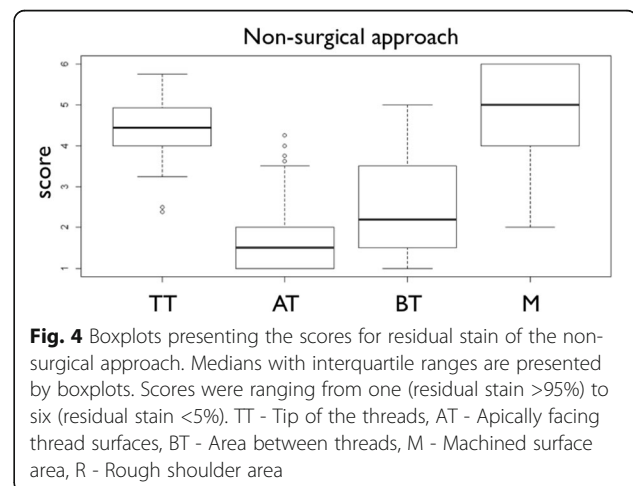 Non-surgical approach
score
6
5
4
3
2
1
TT AT BT M
Fig. 4 Boxplots presenting the scores for residual stain of the non-
surgical approach. Medians with interquartile ranges are presented
by boxplots. Scores were ranging from one (residual stain >95%) to
six (residual stain <5%). TT - Tip of the threads, AT - Apically facing
thread surfaces, BT - Area between threads, M - Machined surface
area, R - Rough shoulder area